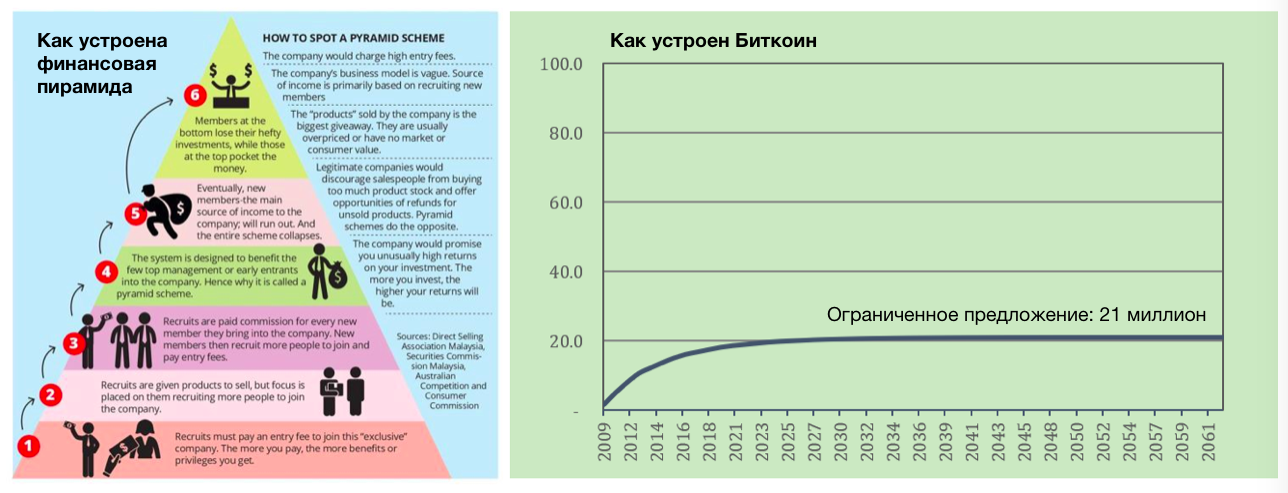 Как устроена
финансовая
пирамида
HOW TO SPOT A PYRAMID SCHEME
The company would charge high entry fees.
The company's business model is vague. Source
of income is primarily based on recruiting new
members
The "products" sold by the company is the
biggest giveaway. They are usually
overpriced or have no market or
consumer value.
Legitimate companies would
discourage salespeople from buying
too much product stock and offer
opportunities of refunds for
unsold products. Pyramid
schemes do the opposite.
The company would promise
you unusually high returns
on your investment. The
more you invest, the
higher your returns will
be.
Sources: Direct Selling
Association Malaysia,
Securities Commis-
sion Malaysia,
Australian
Competition and
Consumer
Commission
$ $
6
Members at the
bottom lose their hefty
investments, while those
at the top pocket the
money.
5
$
Eventually, new
members-the main
source of income to the
company; will run out. And
the entire scheme collapses.
4
The system is designed to benefit the
few top management or early entrants
into the company. Hence why it is called a
pyramid scheme.
$
3
Recruits are paid commission for every new
member they bring into the company. New
members then recruit more people to join and
pay entry fees.
2
Recruits are given products to sell, but focus is
placed on them recruiting more people to join
the company.
1
$
Recruits must pay an entry fee to join this "exclusive"
company. The more you pay, the more benefits or
privileges you get.
Как устроен Биткоин
100.0
80.0
60.0
40.0
20.0
-
Ограниченное предложение: 21 миллион
2009 2012 2014 2016 2018 2021 2023 2025 2027 2030 2032 2034 2036 2039 2041 2043 2045 2048 2050 2052 2054 2057 2059 2061